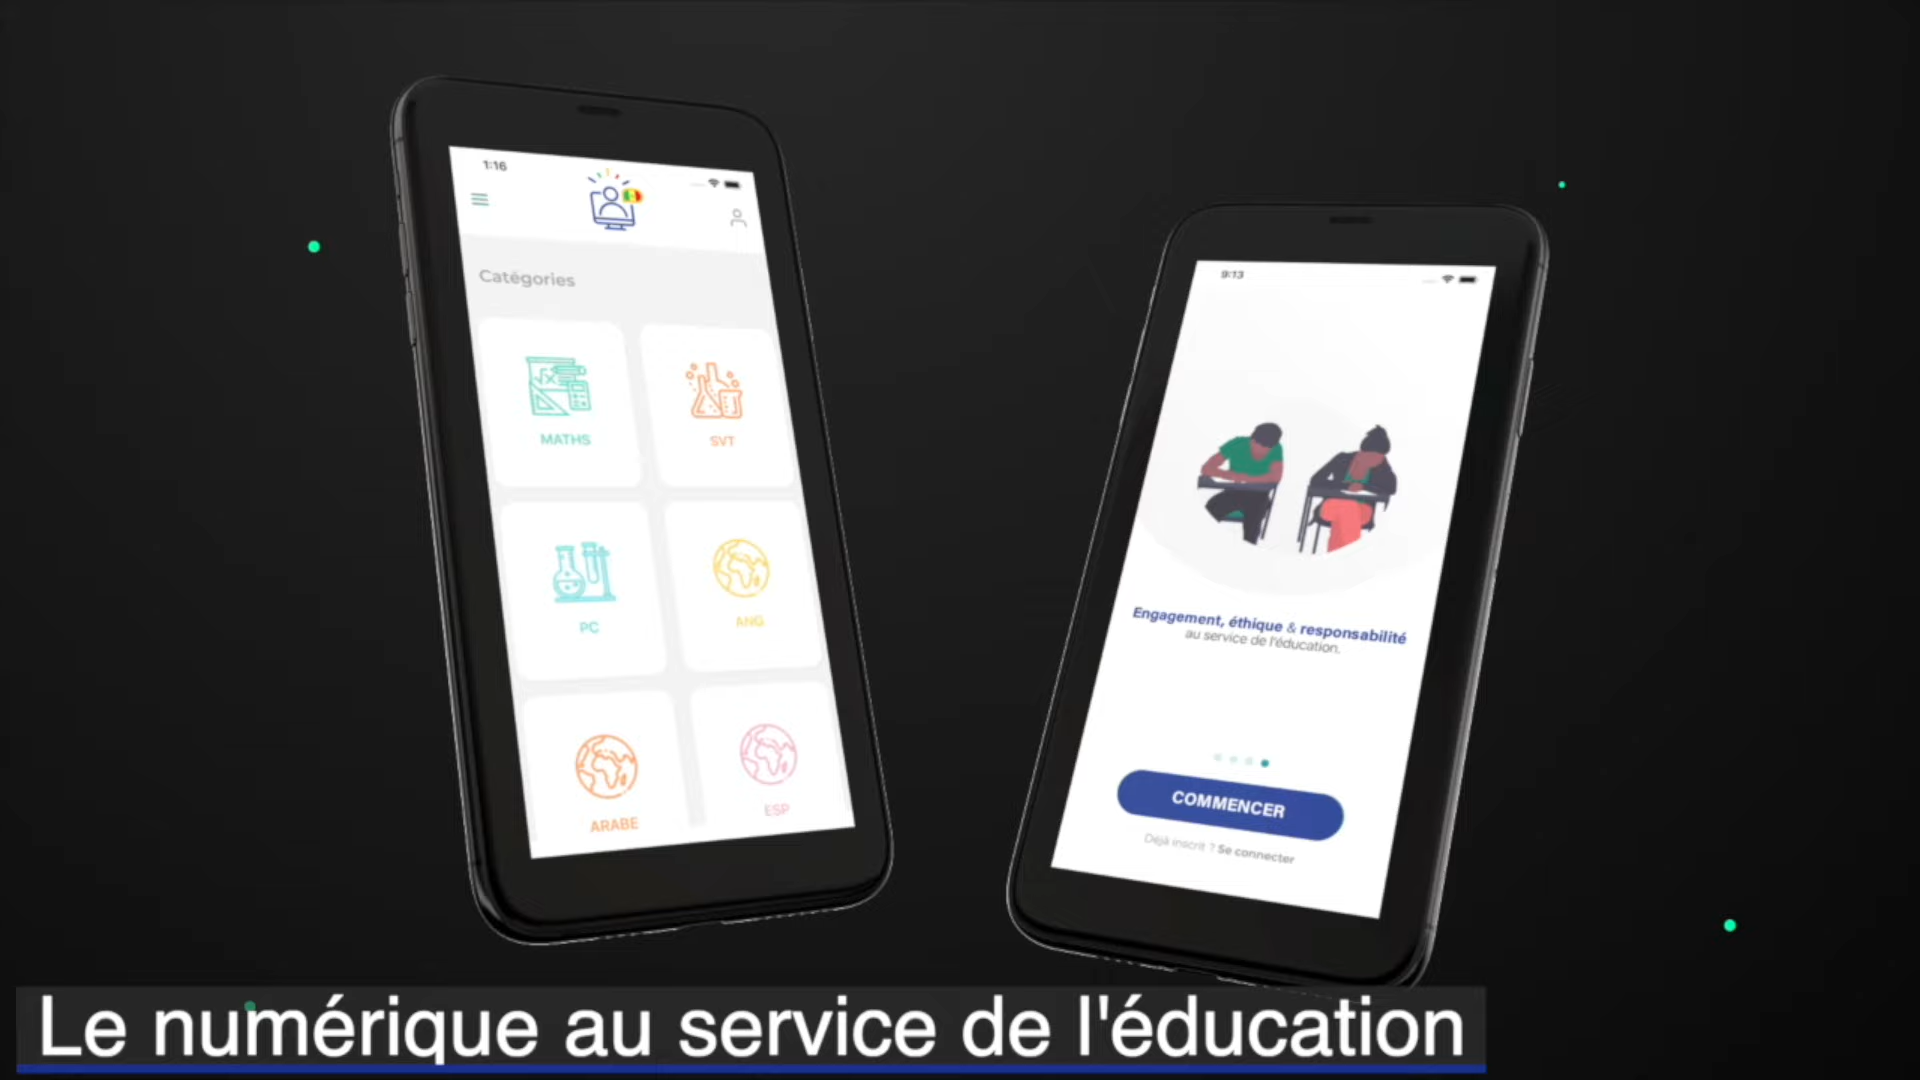 1:16
Catégories
MATHS
SVT
PC
ANG
ARABE
ESP
9:13
Engagement, éthique & responsabilité
au service de l'éducation.
COMMENCER
Déjà inscrit ? Se connecter
Le numérique au service de l'éducation